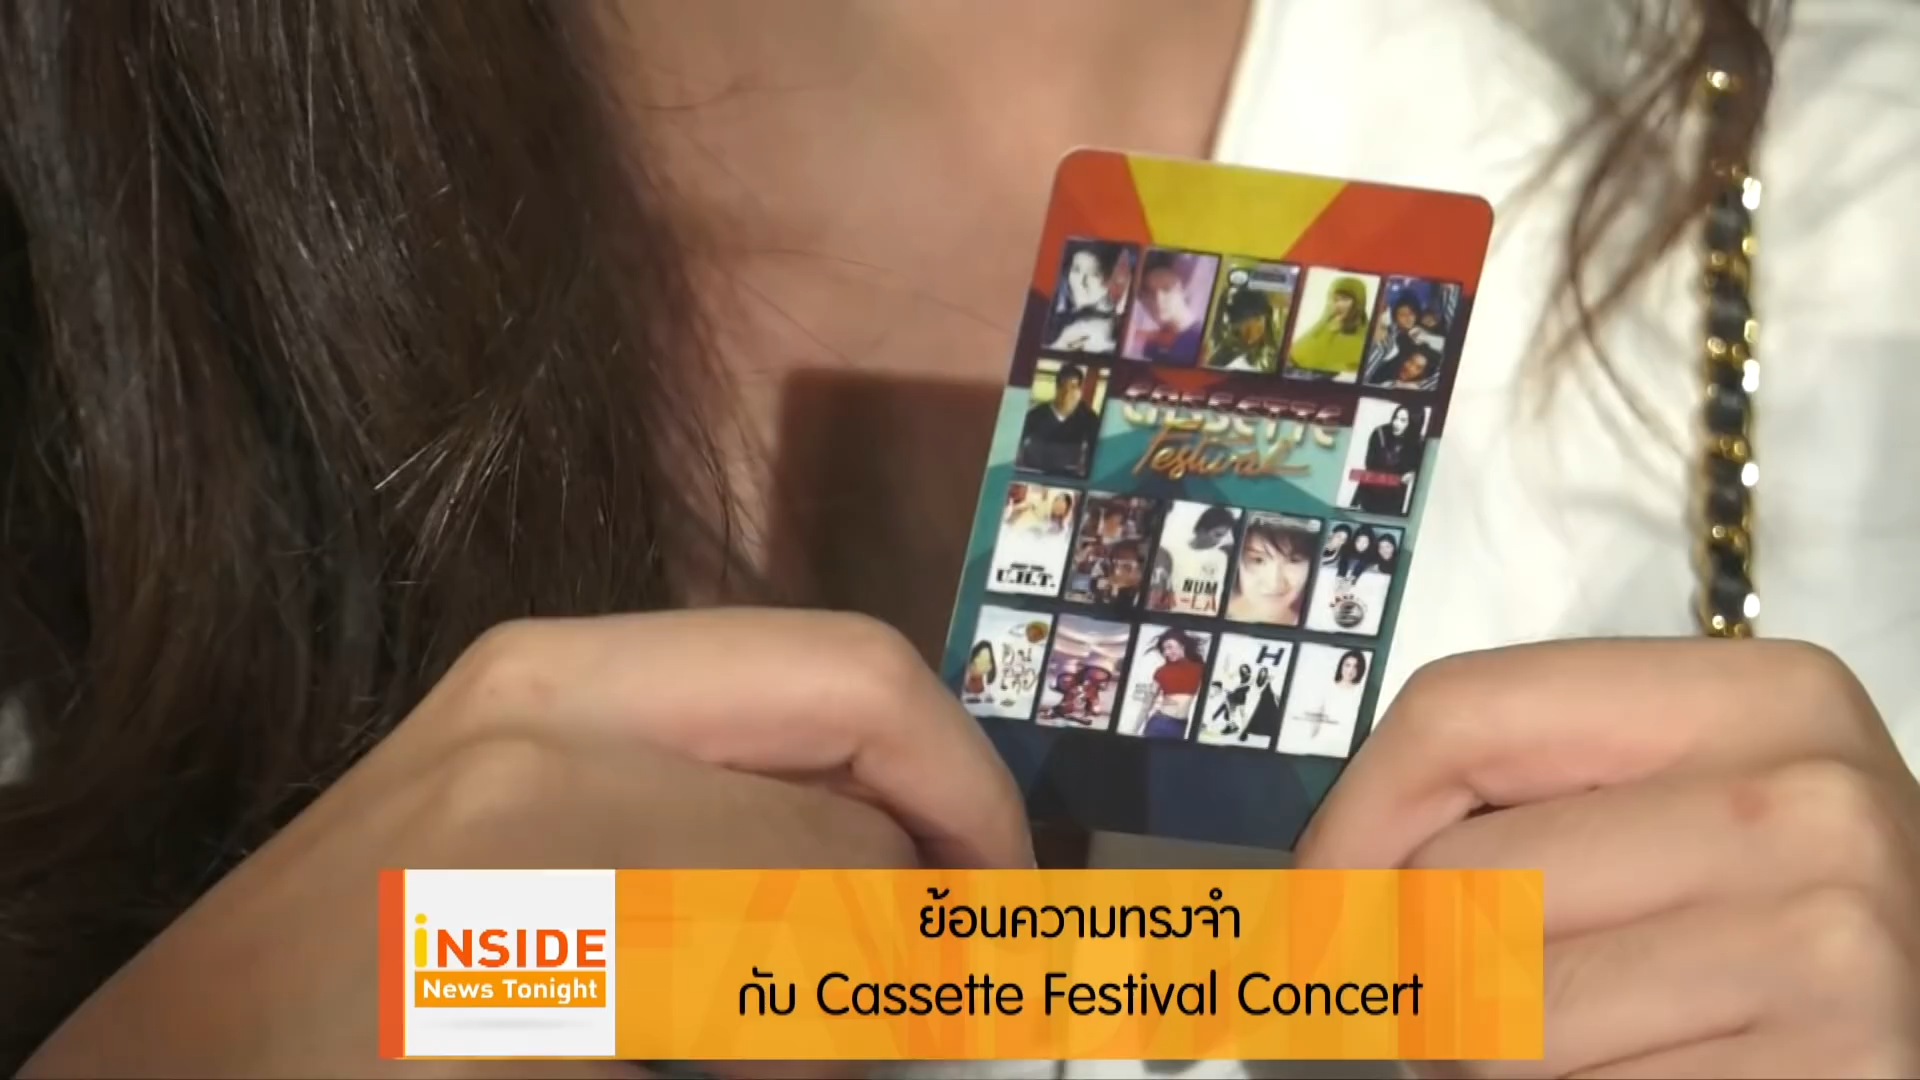 CASSETTE
Festival
U.H.T.
NUM
H
iNSIDE
News Tonight
ย้อนความทรงจำ
กับ Cassette Festival Concert